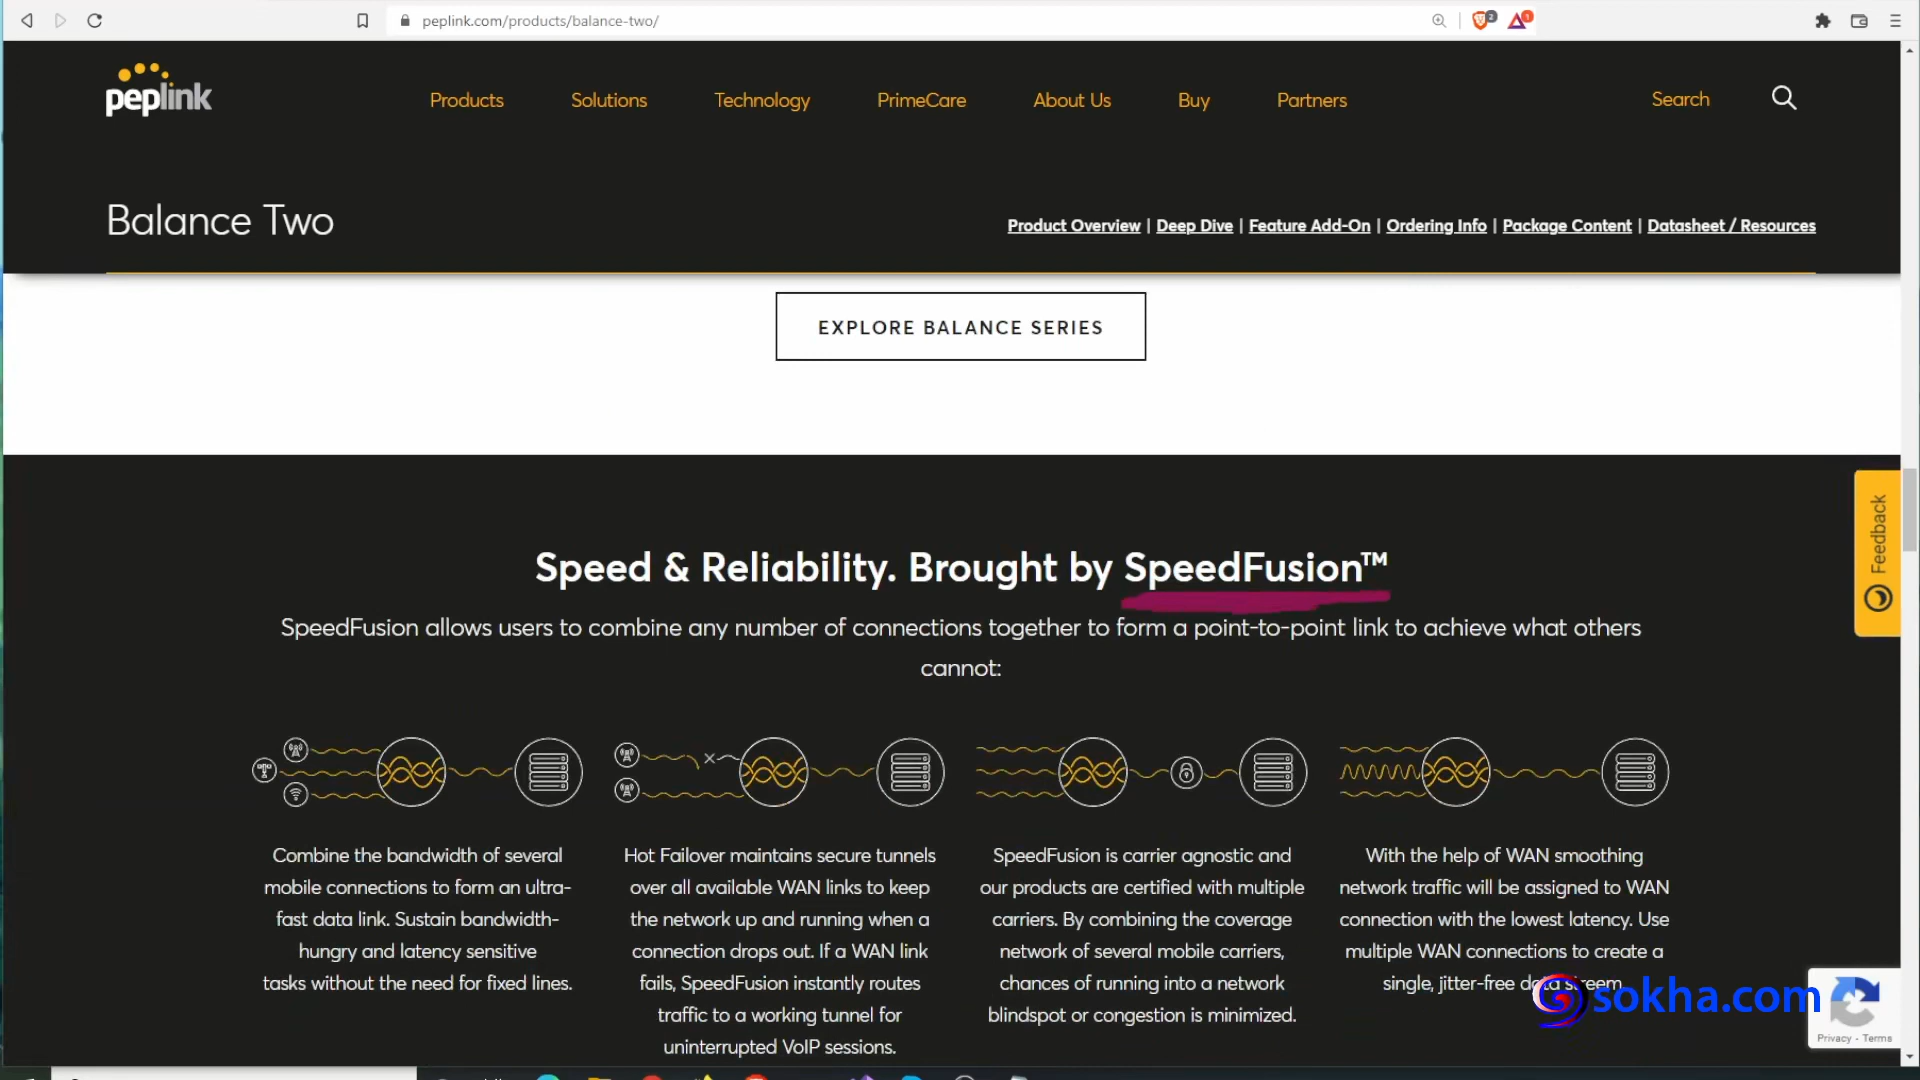 peplink.com/products/balance-two/
2
1
peplink
Products
Solutions
Technology
PrimeCare
About Us
Buy
Partners
Search
Balance Two
Product Overview | Deep Dive | Feature Add-On | Ordering Info | Package Content | Datasheet / Resources
EXPLORE BALANCE SERIES
Feedback
Speed & Reliability. Brought by SpeedFusion™
SpeedFusion allows users to combine any number of connections together to form a point-to-point link to achieve what others
cannot:
Combine the bandwidth of several
mobile connections to form an ultra-
fast data link. Sustain bandwidth-
hungry and latency sensitive
tasks without the need for fixed lines.
Hot Failover maintains secure tunnels
over all available WAN links to keep
the network up and running when a
connection drops out. If a WAN link
fails, SpeedFusion instantly routes
traffic to a working tunnel for
uninterrupted VoIP sessions.
SpeedFusion is carrier agnostic and
our products are certified with multiple
carriers. By combining the coverage
network of several mobile carriers,
chances of running into a network
blindspot or congestion is minimized.
With the help of WAN smoothing
network traffic will be assigned to WAN
connection with the lowest latency. Use
multiple WAN connections to create a
single, jitter-free data streem
sokha.com
Privacy - Terms